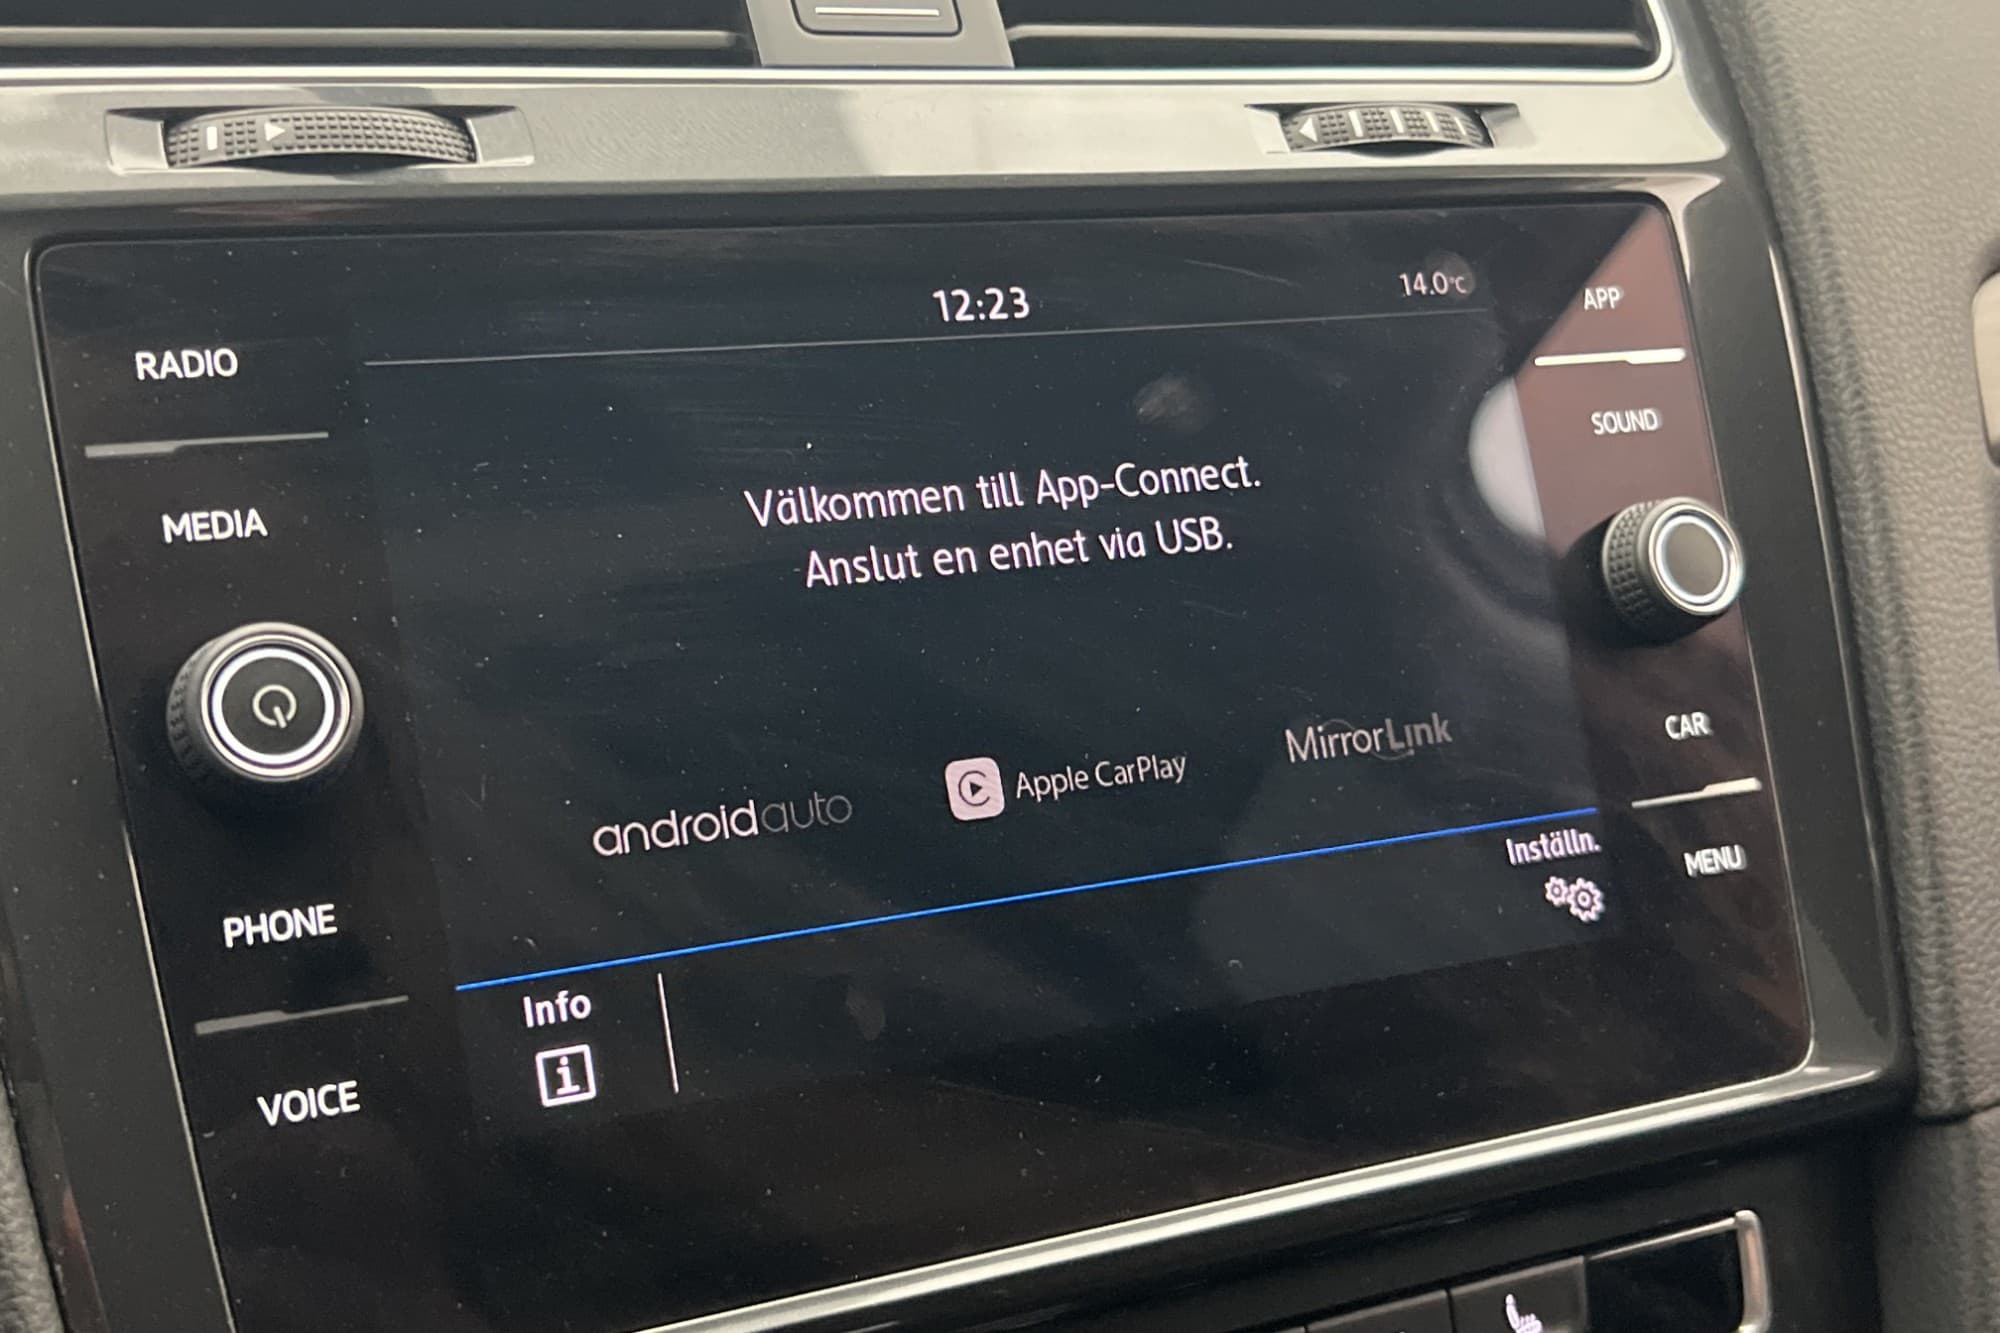 12:23
14.0°C
RADIO
MEDIA
PHONE
VOICE
Välkommen till App-Connect.
Anslut en enhet via USB.
androidauto
Apple CarPlay
MirrorLink
Info
Inställn.
APP
SOUND
CAR
MENU